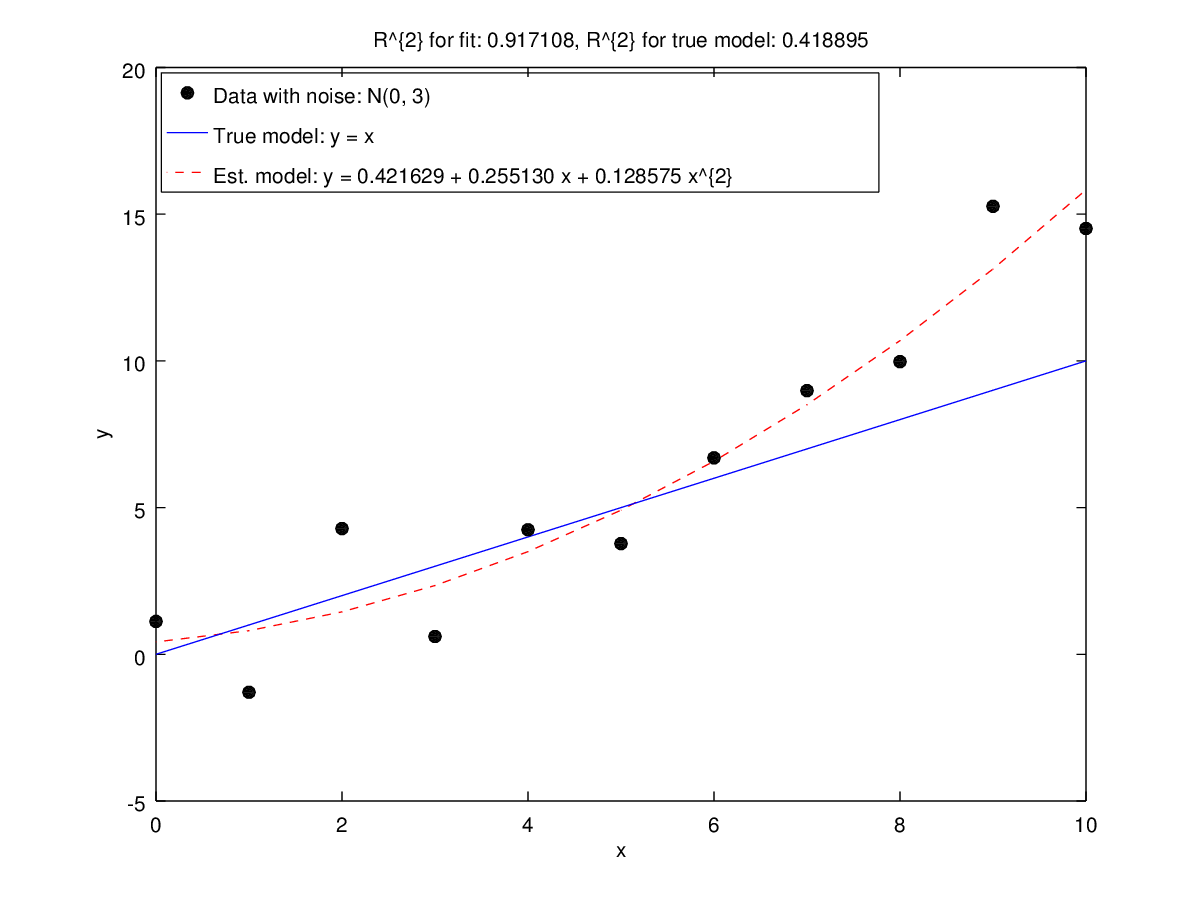 R^{2} for fit: 0.917108, R^{2} for true model: 0.418895
20
Data with noise: N(0, 3)
True model: y = x
Est. model: y = 0.421629 + 0.255130 x + 0.128575 x^{2}
15
10
y
5
0
-5
0 2 4 6 8 10
x